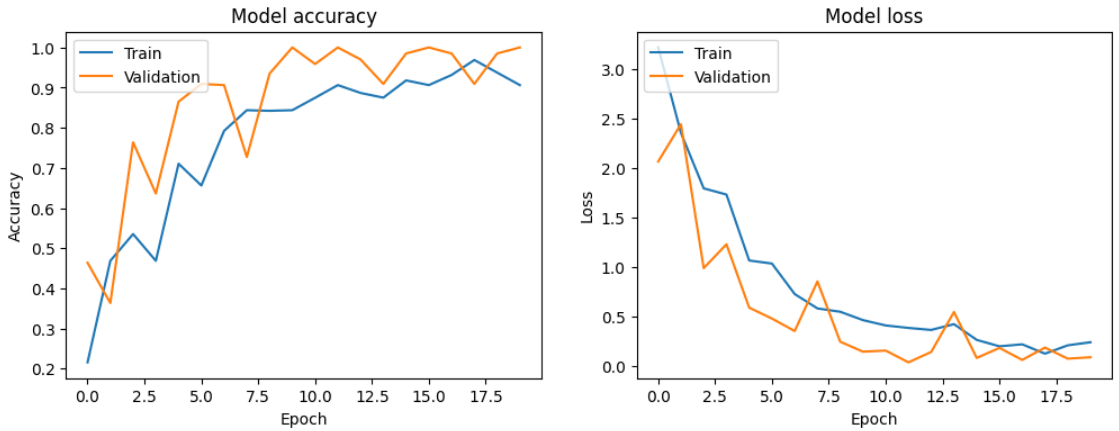 Model accuracy
Train
Validation
1.0
0.9
0.8
0.7
0.6
0.5
0.4
0.3
0.2
Accuracy
0.0 2.5 5.0 7.5 10.0 12.5 15.0 17.5
Epoch
Model loss
Train
Validation
3.0
2.5
2.0
1.5
1.0
0.5
0.0
Loss
0.0 2.5 5.0 7.5 10.0 12.5 15.0 17.5
Epoch